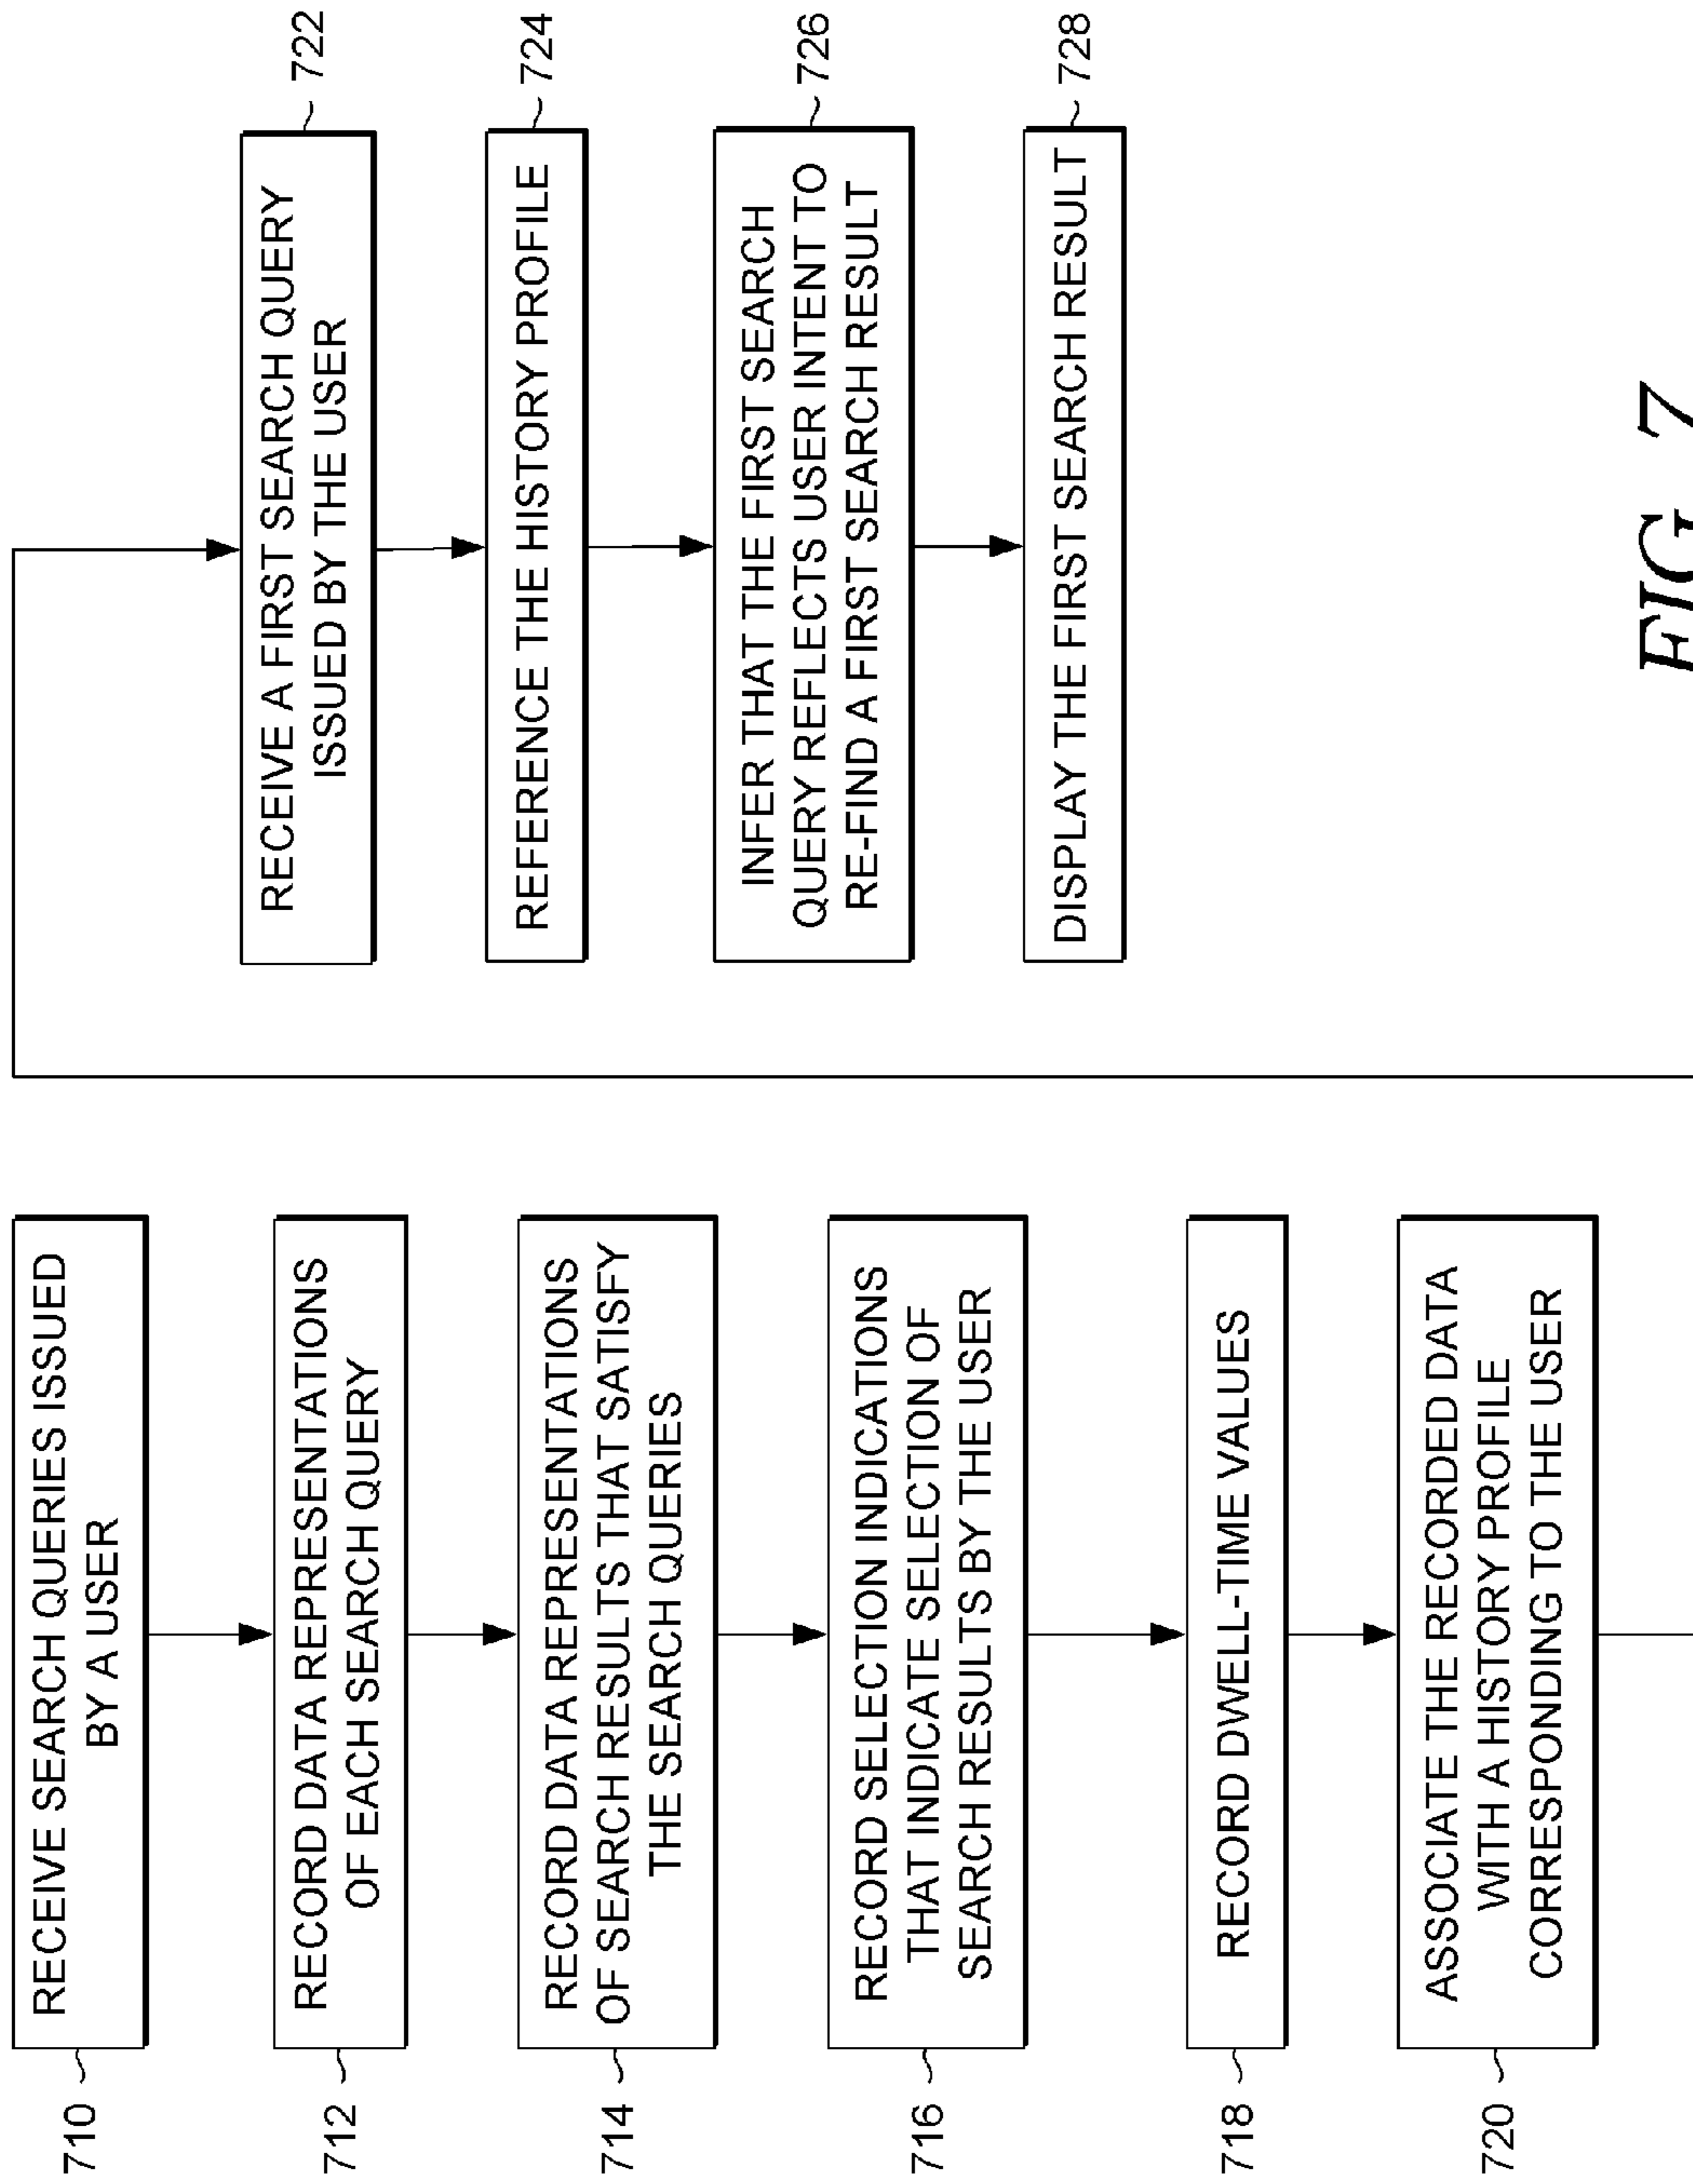 710
RECEIVE SEARCH QUERIES ISSUED
BY A USER
712
RECORD DATA REPRESENTATIONS
OF EACH SEARCH QUERY
714
RECORD DATA REPRESENTATIONS
OF SEARCH RESULTS THAT SATISFY
THE SEARCH QUERIES
716
RECORD SELECTION INDICATIONS
THAT INDICATE SELECTION OF
SEARCH RESULTS BY THE USER
718
RECORD DWELL-TIME VALUES
720
ASSOCIATE THE RECORDED DATA
WITH A HISTORY PROFILE
CORRESPONDING TO THE USER
RECEIVE A FIRST SEARCH QUERY
ISSUED BY THE USER
722
REFERENCE THE HISTORY PROFILE
724
INFER THAT THE FIRST SEARCH
QUERY REFLECTS USER INTENT TO
RE-FIND A FIRST SEARCH RESULT
726
DISPLAY THE FIRST SEARCH RESULT
728
FIG. 7